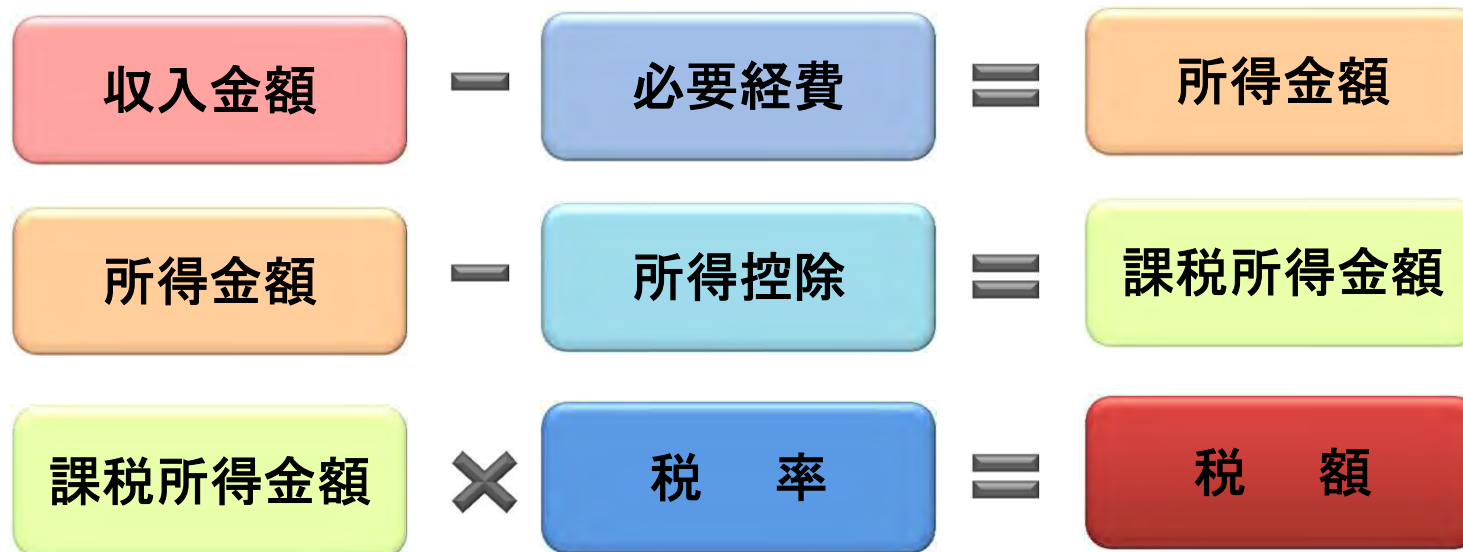 収入金額 － 必要経費 ＝ 所得金額
所得金額 － 所得控除 ＝ 課税所得金額
課税所得金額 × 税　率 ＝ 税　額